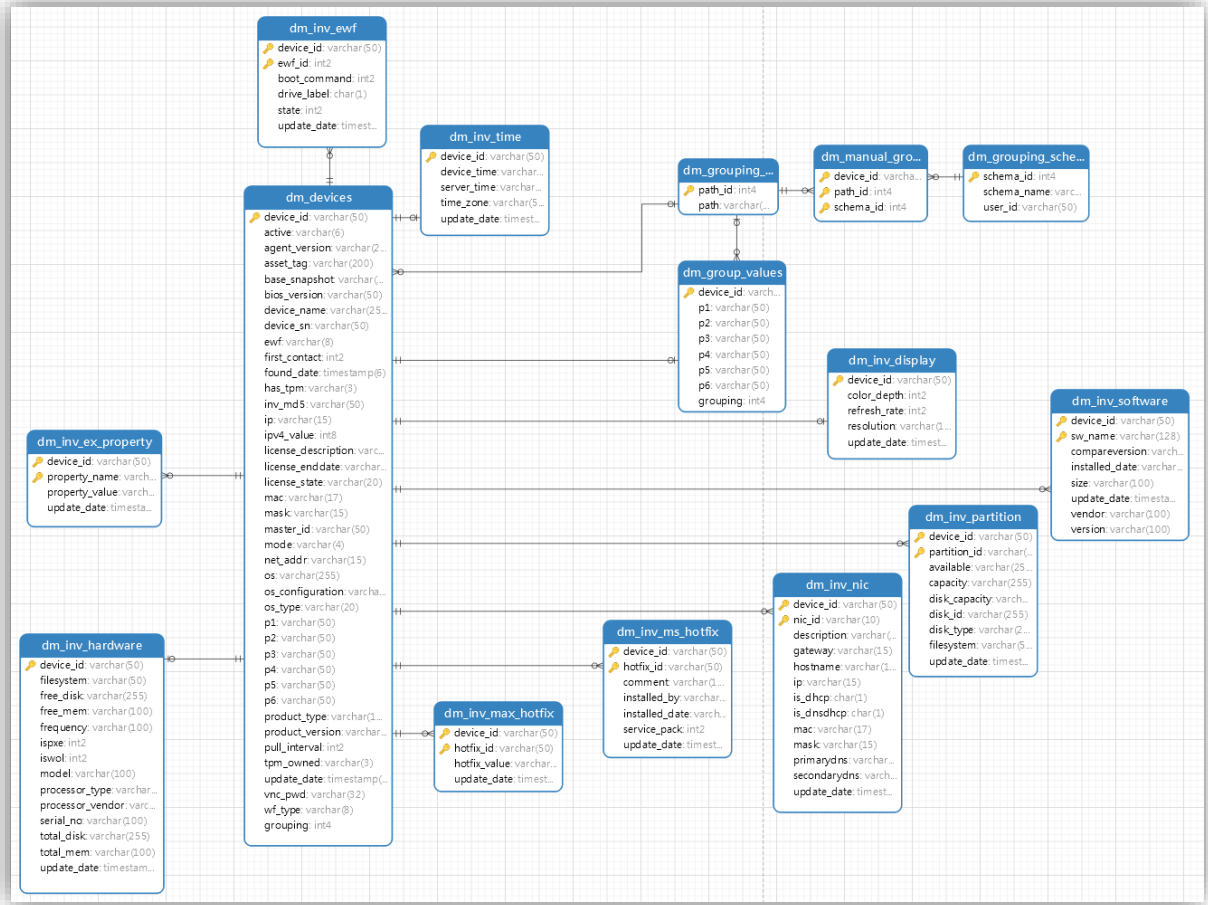 dm_inv_ewf
device_id: varchar(50)
ewf_id: int2
boot_command: int2
drive_label: char(1)
state: int2
update_date: timest...
dm_inv_time
device_id: varchar(50)
device_time: varchar...
server_time: varchar...
time_zone: varchar(5...
update_date: timest...
dm_grouping_...
path_id: int4
path: varchar(...
dm_manual_gro...
device_id: varcha...
path_id: int4
schema_id: int4
dm_grouping_sche...
schema_id: int4
schema_name: varc...
user_id: varchar(50)
dm_devices
device_id: varchar(50)
active: varchar(6)
agent_version: varchar(2...
asset_tag: varchar(200)
base_snapshot: varchar(...
bios_version: varchar(50)
device_name: varchar(25...
device_sn: varchar(50)
ewf: varchar(8)
first_contact: int2
found_date: timestamp(6)
has_tpm: varchar(3)
inv_md5: varchar(50)
ip: varchar(15)
ipv4_value: int8
license_description: varc...
license_enddate: varchar...
license_state: varchar(20)
mac: varchar(17)
mask: varchar(15)
master_id: varchar(50)
mode: varchar(4)
net_addr: varchar(15)
os: varchar(255)
os_configuration: varcha...
os_type: varchar(20)
p1: varchar(50)
p2: varchar(50)
p3: varchar(50)
p4: varchar(50)
p5: varchar(50)
p6: varchar(50)
product_type: varchar(1...
product_version: varchar...
pull_interval: int2
tpm_owned: varchar(3)
update_date: timestamp(...
vnc_pwd: varchar(32)
wf_type: varchar(8)
grouping: int4
dm_group_values
device_id: varch...
p1: varchar(50)
p2: varchar(50)
p3: varchar(50)
p4: varchar(50)
p5: varchar(50)
p6: varchar(50)
grouping: int4
dm_inv_display
device_id: varchar(50)
color_depth: int2
refresh_rate: int2
resolution: varchar(1...
update_date: timest...
dm_inv_software
device_id: varchar(50)
sw_name: varchar(128)
compareversion: varch...
installed_date: varchar...
size: varchar(100)
update_date: timesta...
vendor: varchar(100)
version: varchar(100)
dm_inv_ex_property
device_id: varchar(50)
property_name: varch...
property_value: varch...
update_date: timesta...
dm_inv_partition
device_id: varchar(50)
partition_id: varchar(...
available: varchar(25...
capacity: varchar(255)
disk_capacity: varch...
disk_id: varchar(255)
disk_type: varchar(2...
filesystem: varchar(5...
update_date: timest...
dm_inv_nic
device_id: varchar(50)
nic_id: varchar(10)
description: varchar(...
gateway: varchar(15)
hostname: varchar(1...
ip: varchar(15)
is_dhcp: char(1)
is_dnsdhcp: char(1)
mac: varchar(17)
mask: varchar(15)
primarydns: varchar...
secondarydns: varch...
update_date: timest...
dm_inv_ms_hotfix
device_id: varchar(50)
hotfix_id: varchar(50)
comment: varchar(1...
installed_by: varchar...
installed_date: varch...
service_pack: int2
update_date: timest...
dm_inv_hardware
device_id: varchar(50)
filesystem: varchar(50)
free_disk: varchar(255)
free_mem: varchar(100)
frequency: varchar(100)
ispxe: int2
iswol: int2
model: varchar(100)
processor_type: varchar...
processor_vendor: varc...
serial_no: varchar(100)
total_disk: varchar(255)
total_mem: varchar(100)
update_date: timestam...
dm_inv_max_hotfix
device_id: varchar(50)
hotfix_id: varchar(50)
hotfix_value: varchar...
update_date: timest...